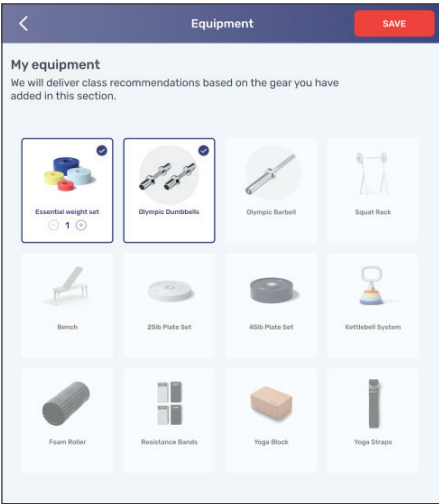 Equipment
SAVE
My equipment
We will deliver class recommendations based on the gear you have
added in this section.
Essential weight set
1
Olympic Dumbbells
Olympic Barbell
Squat Rack
Bench
25lb Plate Set
45lb Plate Set
Kettlebell System
Foam Roller
Resistance Bands
Yoga Block
Yoga Straps